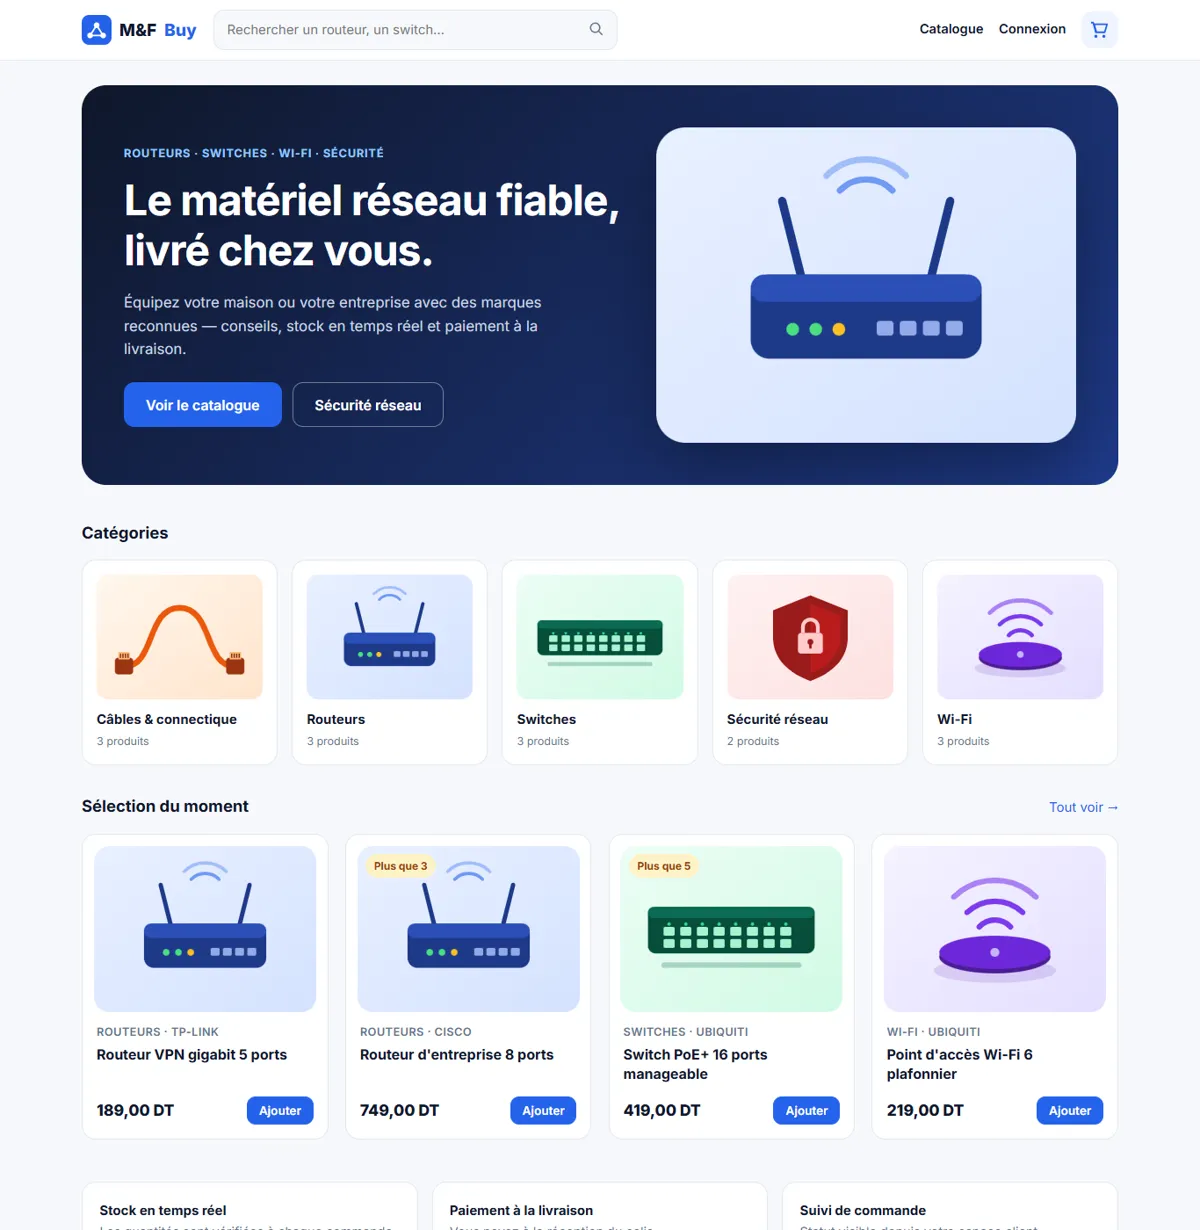 M&F Buy
Rechercher un routeur, un switch...
Catalogue
Connexion
ROUTEURS · SWITCHES · WI-FI · SÉCURITÉ
Le matériel réseau fiable,
livré chez vous.
Équipez votre maison ou votre entreprise avec des marques
reconnues — conseils, stock en temps réel et paiement à la
livraison.
Voir le catalogue
Sécurité réseau
Catégories
Câbles & connectique
3 produits
Routeurs
3 produits
Switches
3 produits
Sécurité réseau
2 produits
Wi-Fi
3 produits
Sélection du moment
Tout voir →
ROUTEURS · TP-LINK
Routeur VPN gigabit 5 ports
189,00 DT
Ajouter
Plus que 3
ROUTEURS · CISCO
Routeur d'entreprise 8 ports
749,00 DT
Ajouter
Plus que 5
SWITCHES · UBIQUITI
Switch PoE+ 16 ports
manageable
419,00 DT
Ajouter
WI-FI · UBIQUITI
Point d'accès Wi-Fi 6
plafonnier
219,00 DT
Ajouter
Stock en temps réel
Paiement à la livraison
Suivi de commande